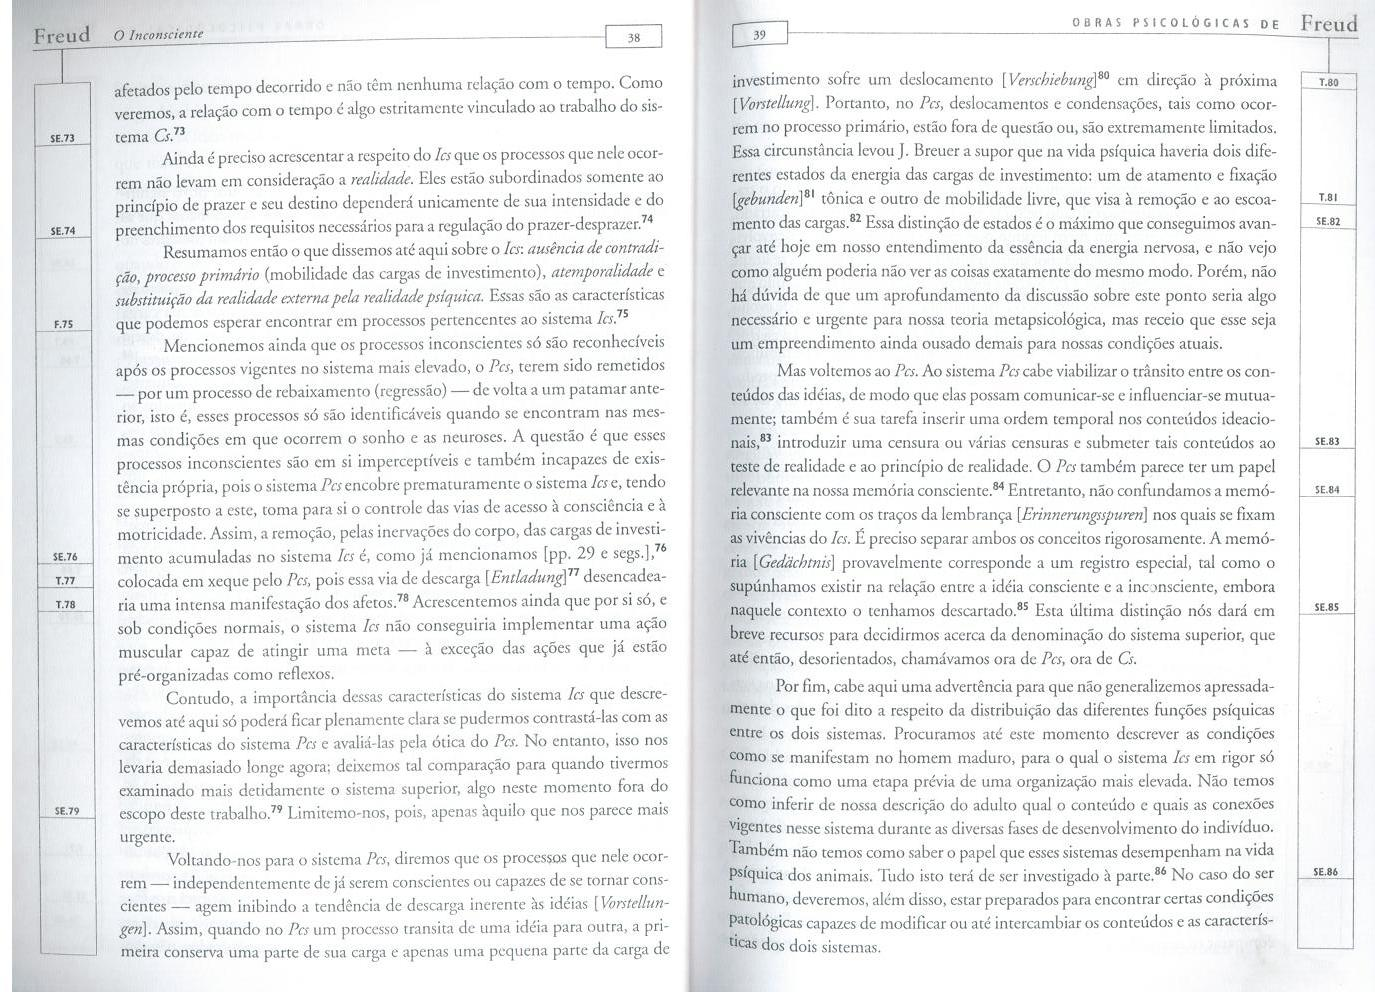 Freud O Inconsciente 38
afetados pelo tempo decorrido e não têm nenhuma relação com o tempo. Como
veremos, a relação com o tempo é algo estritamente vinculado ao trabalho do sis-
SE.73 tema Cs.73
Ainda é preciso acrescentar a respeito do Ics que os processos que nele ocor-
rem não levam em consideração a realidade. Eles estão subordinados somente ao
princípio de prazer e seu destino dependerá unicamente de sua intensidade e do
SE.74 preenchimento dos requisitos necessários para a regulação do prazer-desprazer.74
Resumamos então o que dissemos até aqui sobre o Ics: ausência de contradi-
ção, processo primário (mobilidade das cargas de investimento), atemporalidade e
substituição da realidade externa pela realidade psíquica. Essas são as características
F.75 que podemos esperar encontrar em processos pertencentes ao sistema Ics.75
Mencionemos ainda que os processos inconscientes só são reconhecíveis
após os processos vigentes no sistema mais elevado, o Pcs, terem sido remetidos
— por um processo de rebaixamento (regressão) — de volta a um patamar ante-
rior, isto é, esses processos só são identificáveis quando se encontram nas mes-
mas condições em que ocorrem o sonho e as neuroses. A questão é que esses
processos inconscientes são em si imperceptíveis e também incapazes de exis-
tência própria, pois o sistema Pcs encobre prematuramente o sistema Ics e, tendo
se superposto a este, toma para si o controle das vias de acesso à consciência e à
motricidade. Assim, a remoção, pelas inervações do corpo, das cargas de investi-
SE.76 mento acumuladas no sistema Ics é, como já mencionamos [pp. 29 e segs.],76
T.77 colocada em xeque pelo Pcs, pois essa via de descarga [Entladung]77 desencadea-
T.78 ria uma intensa manifestação dos afetos.78 Acrescentemos ainda que por si só, e
sob condições normais, o sistema Ics não conseguiria implementar uma ação
muscular capaz de atingir uma meta — à exceção das ações que já estão
pré-organizadas como reflexos.
Contudo, a importância dessas características do sistema Ics que descre-
vemos até aqui só poderá ficar plenamente clara se pudermos contrastá-las com as
características do sistema Pcs e avaliá-las pela ótica do Pcs. No entanto, isso nos
levaria demasiado longe agora; deixemos tal comparação para quando tivermos
examinado mais detidamente o sistema superior, algo neste momento fora do
SE.79 escopo deste trabalho.79 Limitemo-nos, pois, apenas àquilo que nos parece mais
urgente.
Voltando-nos para o sistema Pcs, diremos que os processos que nele ocor-
rem — independentemente de já serem conscientes ou capazes de se tornar cons-
cientes — agem inibindo a tendência de descarga inerente às idéias [Vorstellun-
gen]. Assim, quando no Pcs um processo transita de uma idéia para outra, a pri-
meira conserva uma parte de sua carga e apenas uma pequena parte da carga de
39 OBRAS PSICOLÓGICAS DE Freud
investimento sofre um deslocamento [Verschiebung]80 em direção à próxima T.80
[Vorstellung]. Portanto, no Pcs, deslocamentos e condensações, tais como ocor-
rem no processo primário, estão fora de questão ou, são extremamente limitados.
Essa circunstância levou J. Breuer a supor que na vida psíquica haveria dois dife-
rentes estados da energia das cargas de investimento: um de atamento e fixação
[gebunden]81 tônica e outro de mobilidade livre, que visa à remoção e ao escoa- T.81
mento das cargas.82 Essa distinção de estados é o máximo que conseguimos avan- SE.82
çar até hoje em nosso entendimento da essência da energia nervosa, e não vejo
como alguém poderia não ver as coisas exatamente do mesmo modo. Porém, não
há dúvida de que um aprofundamento da discussão sobre este ponto seria algo
necessário e urgente para nossa teoria metapsicológica, mas receio que esse seja
um empreendimento ainda ousado demais para nossas condições atuais.
Mas voltemos ao Pcs. Ao sistema Pcs cabe viabilizar o trânsito entre os con-
teúdos das idéias, de modo que elas possam comunicar-se e influenciar-se mutua-
mente; também é sua tarefa inserir uma ordem temporal nos conteúdos ideacio-
nais,83 introduzir uma censura ou várias censuras e submeter tais conteúdos ao SE.83
teste de realidade e ao princípio de realidade. O Pcs também parece ter um papel
relevante na nossa memória consciente.84 Entretanto, não confundamos a memó- SE.84
ria consciente com os traços da lembrança [Erinnerungsspuren] nos quais se fixam
as vivências do Ics. É preciso separar ambos os conceitos rigorosamente. A memó-
ria [Gedächtnis] provavelmente corresponde a um registro especial, tal como o
supúnhamos existir na relação entre a idéia consciente e a inconsciente, embora
naquele contexto o tenhamos descartado.85 Esta última distinção nós dará em SE.85
breve recursos para decidirmos acerca da denominação do sistema superior, que
até então, desorientados, chamávamos ora de Pcs, ora de Cs.
Por fim, cabe aqui uma advertência para que não generalizemos apressada-
mente o que foi dito a respeito da distribuição das diferentes funções psíquicas
entre os dois sistemas. Procuramos até este momento descrever as condições
como se manifestam no homem maduro, para o qual o sistema Ics em rigor só
funciona como uma etapa prévia de uma organização mais elevada. Não temos
como inferir de nossa descrição do adulto qual o conteúdo e quais as conexões
vigentes nesse sistema durante as diversas fases de desenvolvimento do indivíduo.
Também não temos como saber o papel que esses sistemas desempenham na vida
psíquica dos animais. Tudo isto terá de ser investigado à parte.86 No caso do ser SE.86
humano, deveremos, além disso, estar preparados para encontrar certas condições
patológicas capazes de modificar ou até intercambiar os conteúdos e as caracterís-
ticas dos dois sistemas.